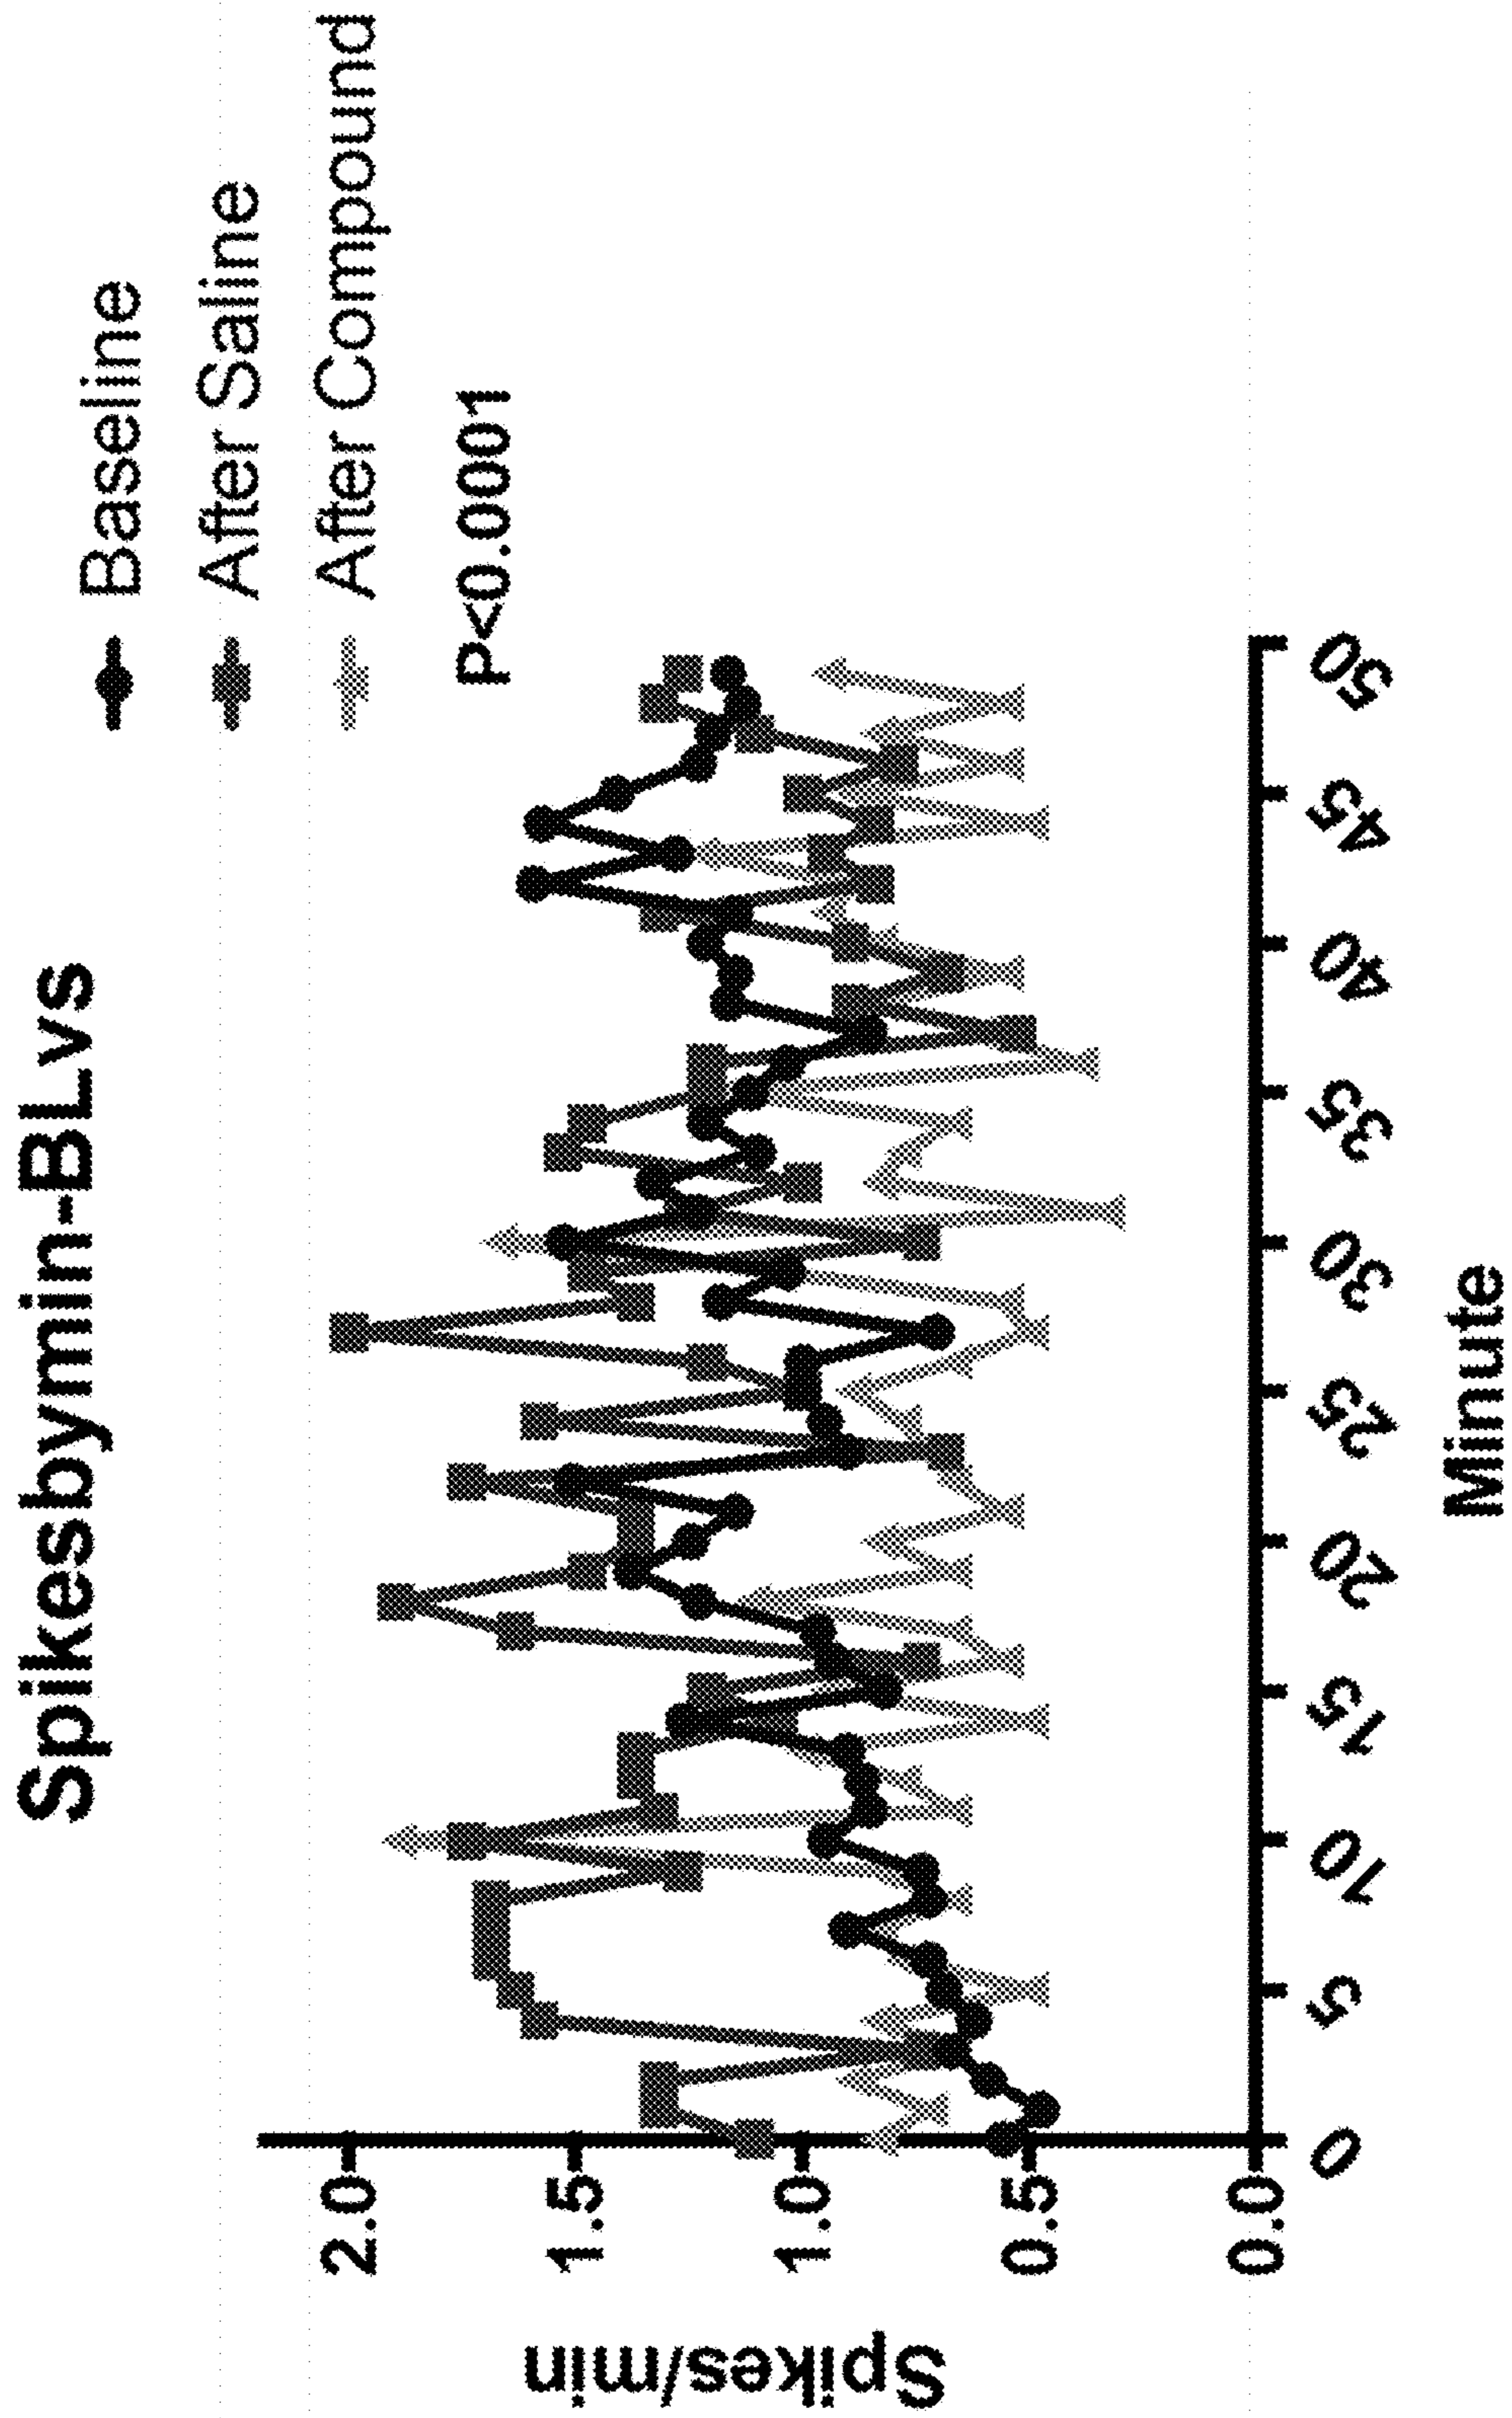 Spikesbymin-BLvs
Baseline
After Saline
After Compound
P<0.0001
Spikes/min
2.0
1.5
1.0
0.5
0.0
0 5 10 15 20 25 30 35 40 45 50
Minute